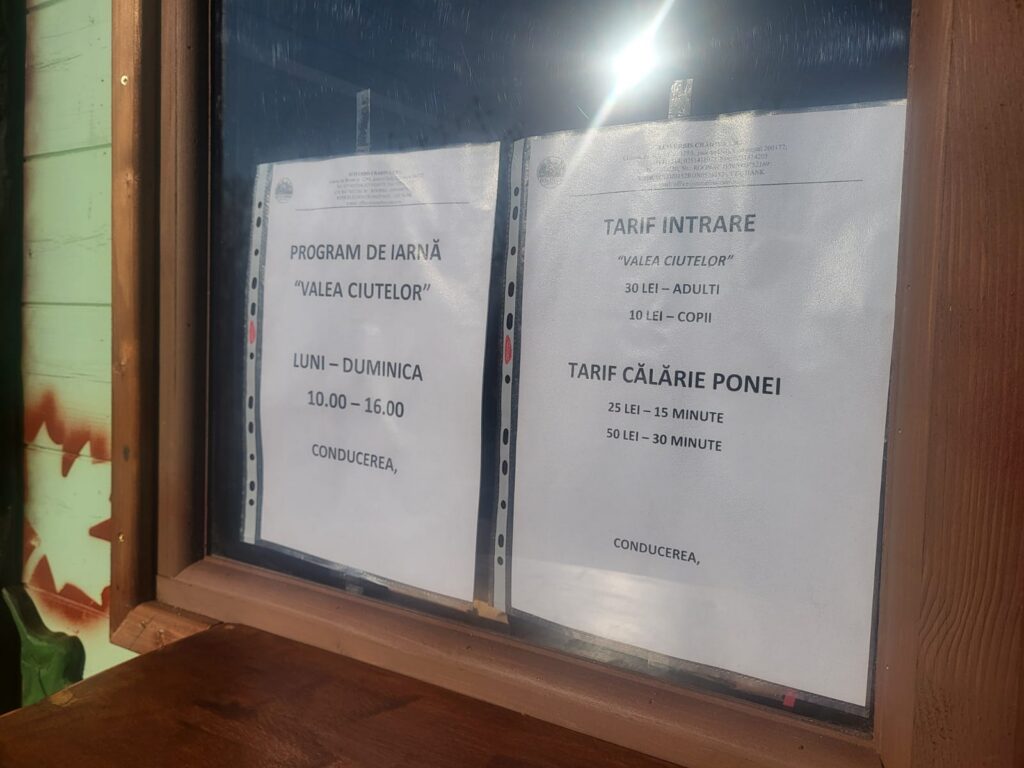 PROGRAM DE IARNĂ
"VALEA CIUTELOR"
LUNI – DUMINICA
10.00 – 16.00
CONDUCEREA,
TARIF INTRARE
"VALEA CIUTELOR"
30 LEI – ADULTI
10 LEI – COPII
TARIF CĂLĂRIE PONEI
25 LEI – 15 MINUTE
50 LEI – 30 MINUTE
CONDUCEREA,